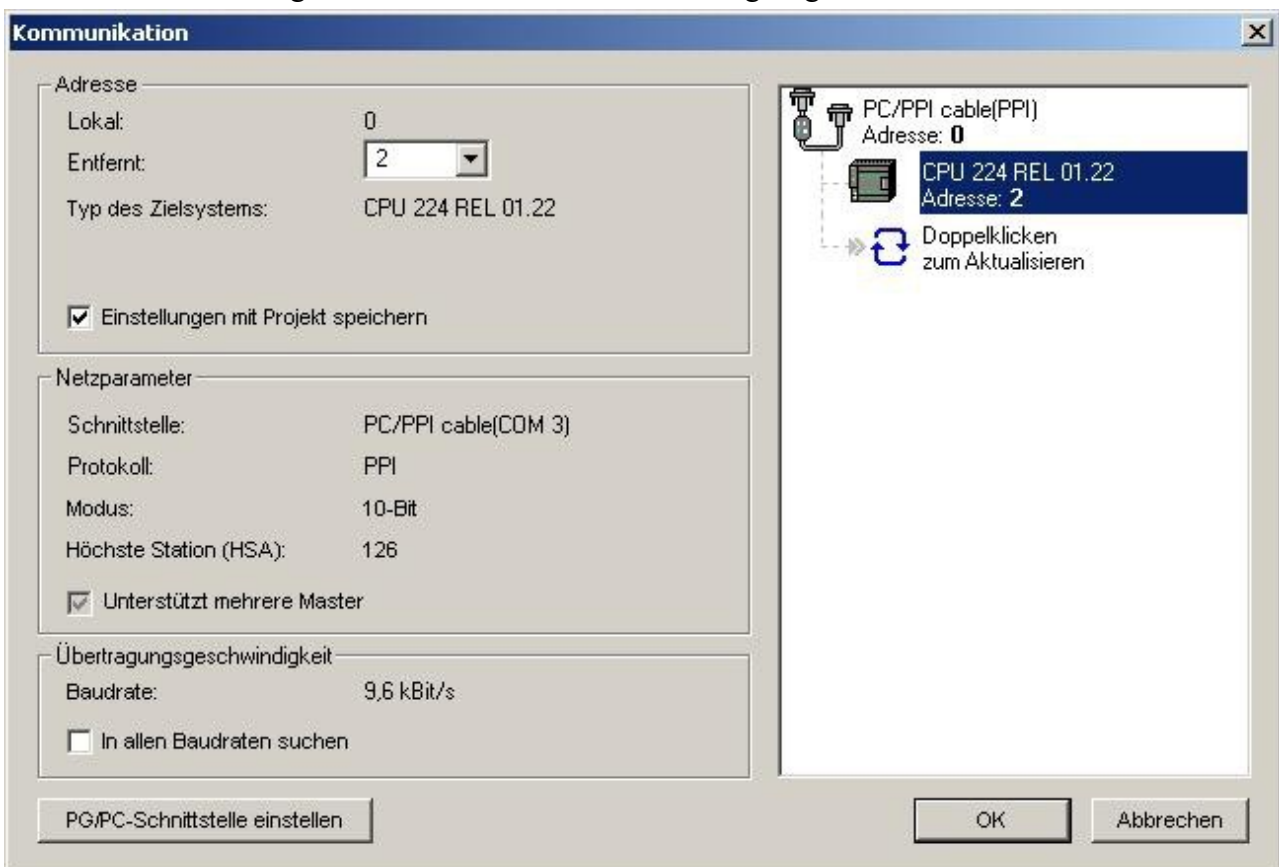 Kommunikation
Adresse
Lokal: 0
Entfernt: 2
Typ des Zielsystems: CPU 224 REL 01.22
Einstellungen mit Projekt speichern
Netzparameter
Schnittstelle: PC/PPI cable(COM 3)
Protokoll: PPI
Modus: 10-Bit
Höchste Station (HSA): 126
Unterstützt mehrere Master
Übertragungsgeschwindigkeit
Baudrate: 9,6 kBit/s
In allen Baudraten suchen
PG/PC-Schnittstelle einstellen
PC/PPI cable(PPI)
Adresse: 0
CPU 224 REL 01.22
Adresse: 2
Doppelklicken
zum Aktualisieren
OK
Abbrechen